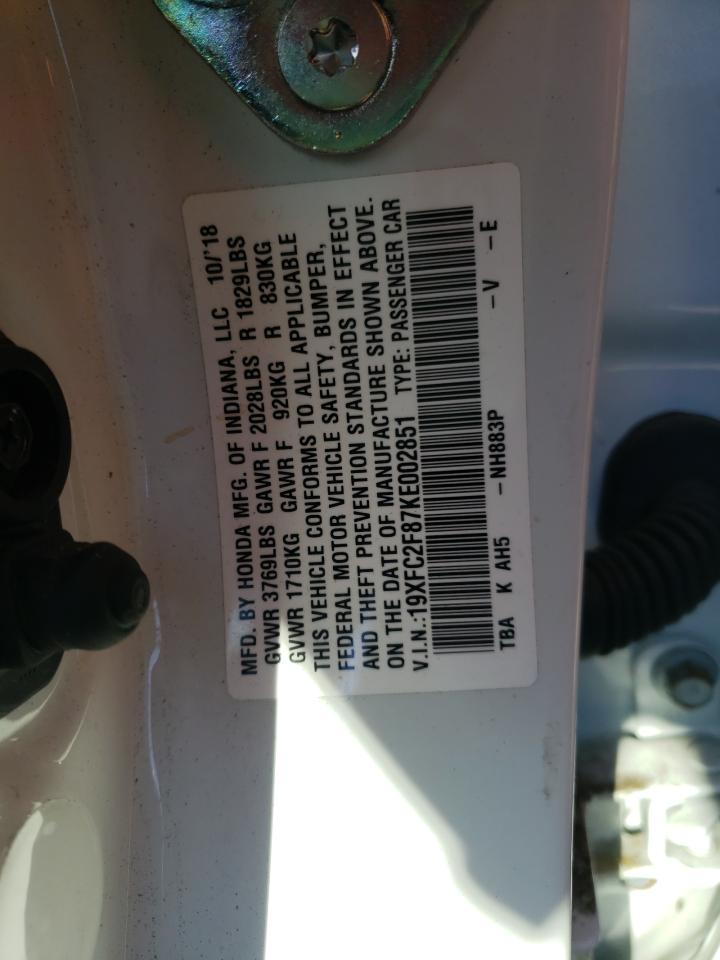 MFD. BY HONDA MFG. OF INDIANA, LLC 10/'18
GVWR 3769LBS GAWR F 2028LBS R 1829LBS
GVWR 1710KG GAWR F 920KG R 830KG
THIS VEHICLE CONFORMS TO ALL APPLICABLE
FEDERAL MOTOR VEHICLE SAFETY, BUMPER,
AND THEFT PREVENTION STANDARDS IN EFFECT
ON THE DATE OF MANUFACTURE SHOWN ABOVE.
V.I.N.:19XFC2F87KE002851 TYPE: PASSENGER CAR
TBA K AH5 -NH883P -V -E